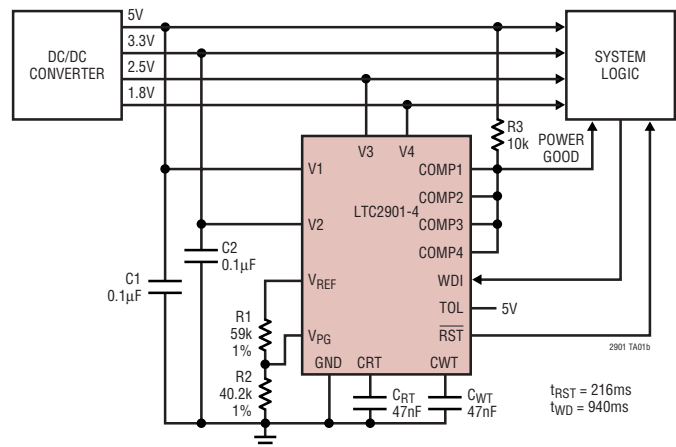 5V
3.3V
2.5V
1.8V
DC/DC
CONVERTER
SYSTEM
LOGIC
R3
10k
POWER
GOOD
V3
V4
V1
V2
VREF
VPG
GND
CRT
CWT
LTC2901-4
COMP1
COMP2
COMP3
COMP4
WDI
TOL
5V
RST
C1
0.1µF
C2
0.1µF
R1
59k
1%
R2
40.2k
1%
CRT
47nF
CWT
47nF
2901 TA01b
tRST = 216ms
tWD = 940ms